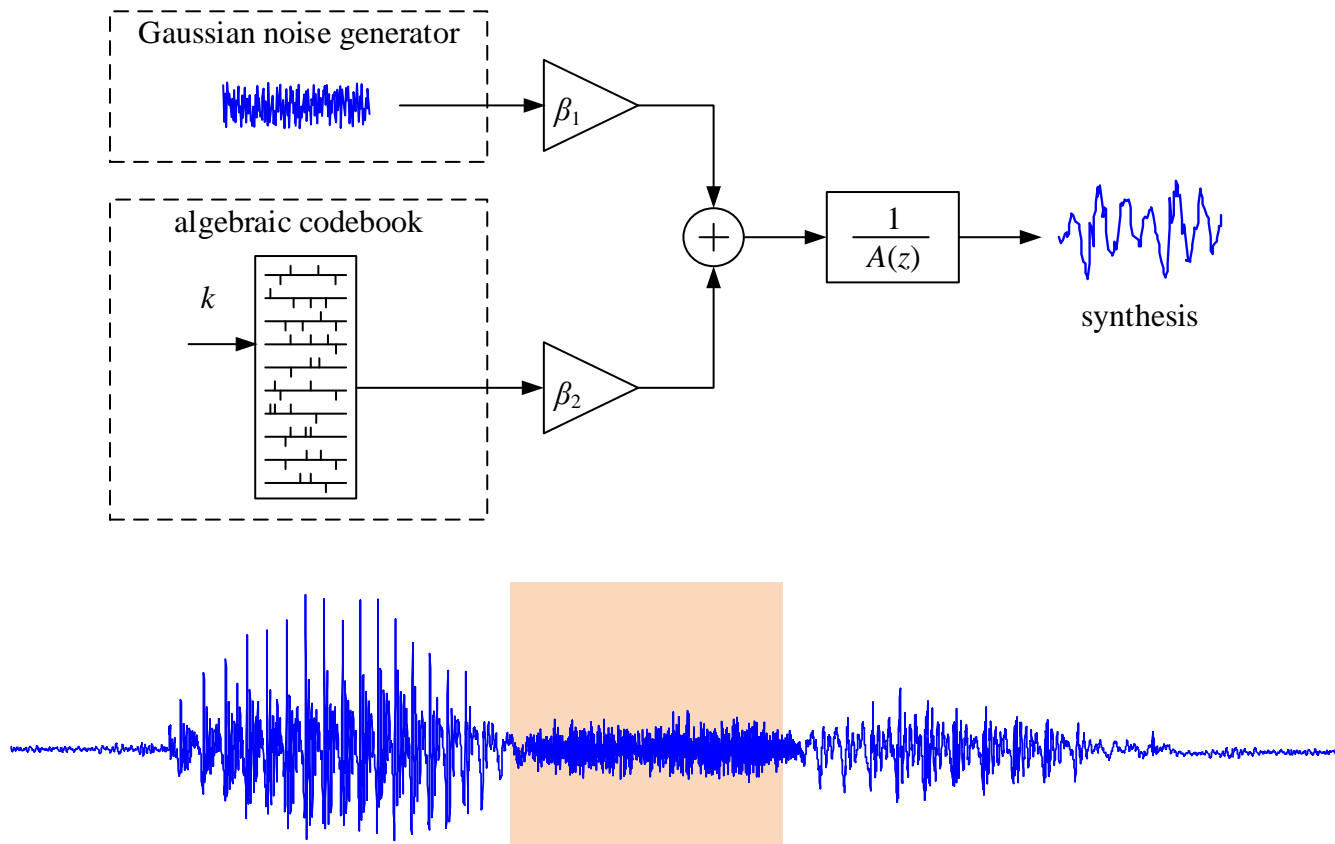 Gaussian noise generator
β1
algebraic codebook
k
+
1
A(z)
synthesis
β2